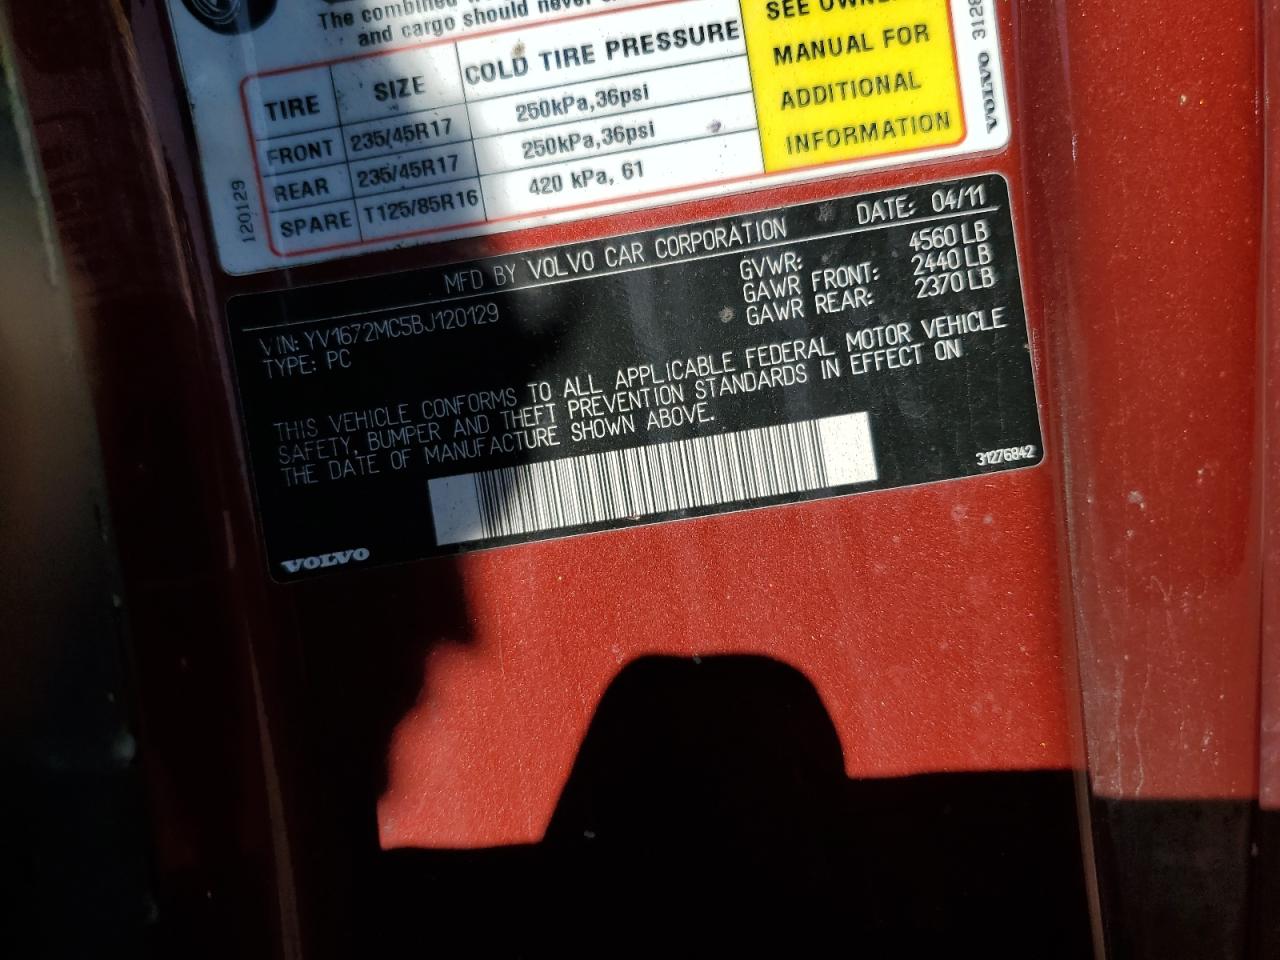 The combined
and cargo should never
TIRE SIZE COLD TIRE PRESSURE
FRONT 235/45R17 250kPa,36psi
REAR 235/45R17 250kPa,36psi
SPARE T125/85R16 420 kPa, 61
SEE OWNER
MANUAL FOR
ADDITIONAL
INFORMATION
120129
VOLVO 3128
MFD BY VOLVO CAR CORPORATION DATE: 04/11
VIN: YV1672MC5BJ120129
TYPE: PC
GVWR: 4560 LB
GAWR FRONT: 2440 LB
GAWR REAR: 2370 LB
THIS VEHICLE CONFORMS TO ALL APPLICABLE FEDERAL MOTOR VEHICLE
SAFETY, BUMPER AND THEFT PREVENTION STANDARDS IN EFFECT ON
THE DATE OF MANUFACTURE SHOWN ABOVE.
31276842
VOLVO